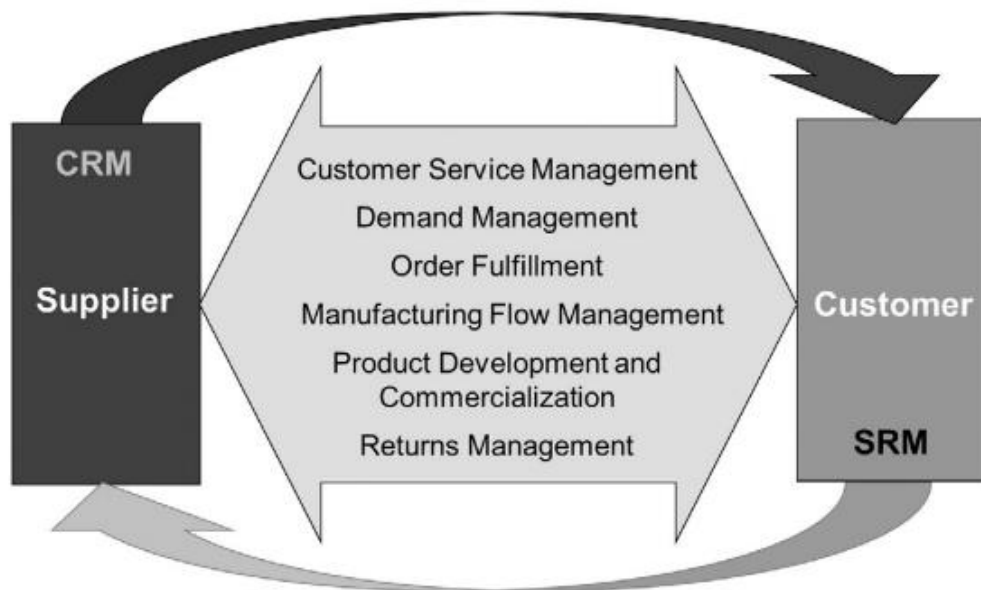 CRM
Supplier
Customer Service Management
Demand Management
Order Fulfillment
Manufacturing Flow Management
Product Development and
Commercialization
Returns Management
Customer
SRM